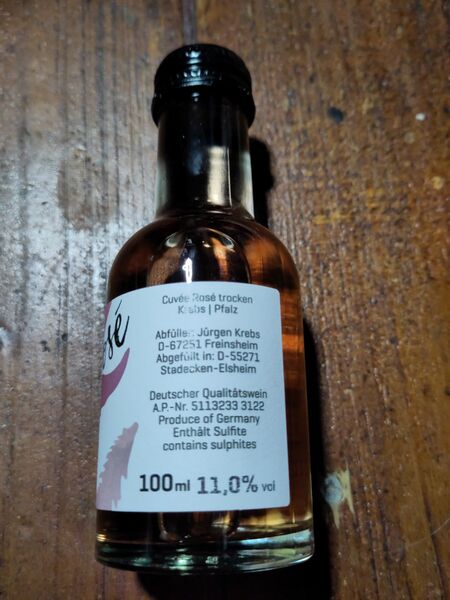 sé
Cuvée Rosé trocken
Krebs | Pfalz
Abfüller: Jürgen Krebs
D-67251 Freinsheim
Abgefüllt in: D-55271
Stadecken-Elsheim
Deutscher Qualitätswein
A.P.-Nr. 5113233 3122
Produce of Germany
Enthält Sulfite
contains sulphites
100ml 11,0% vol